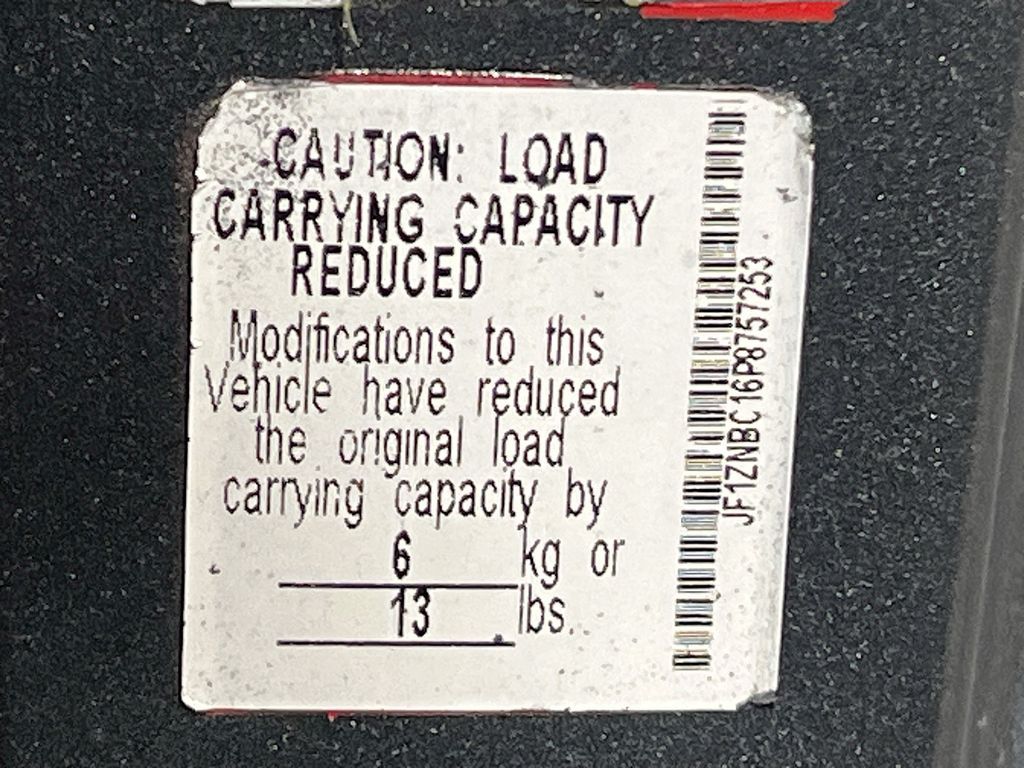 CAUTION: LOAD
CARRYING CAPACITY
REDUCED
Modifications to this
Vehicle have reduced
the original load
carrying capacity by
6 kg or
13 lbs.
JF1ZNBC16P8757253